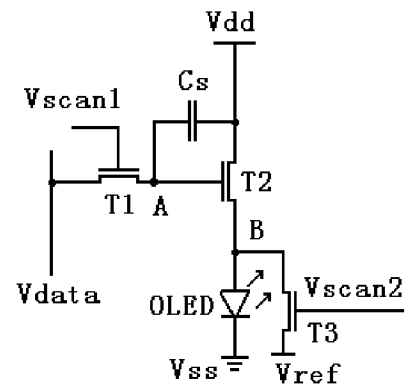 Vdd
Cs
Vscan1
T2
T1
A
B
Vdata
OLED
Vscan2
T3
Vss
Vref